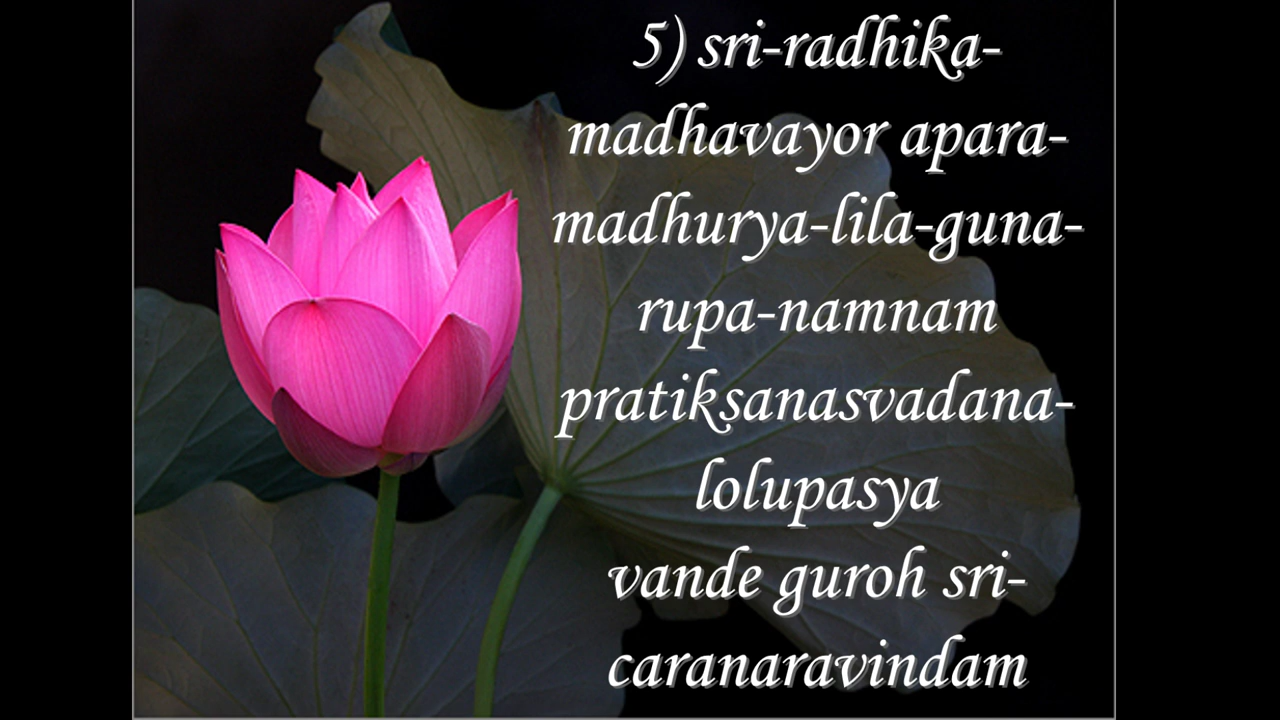 5) sri-radhika-
madhavayor apara-
madhurya-lila-guna-
rupa-namnam
pratiksanasvadana-
lolupasya
vande guroh sri-
caranaravindam